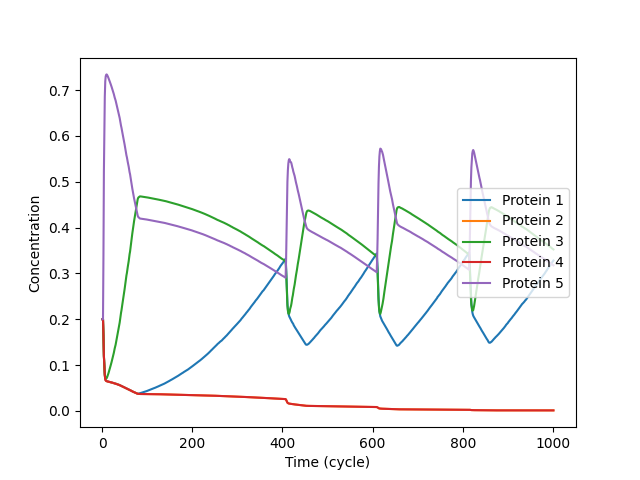 0.7
0.6
0.5
0.4
0.3
0.2
0.1
0.0
Concentration
0
200
400
600
800
1000
Time (cycle)
Protein 1
Protein 2
Protein 3
Protein 4
Protein 5